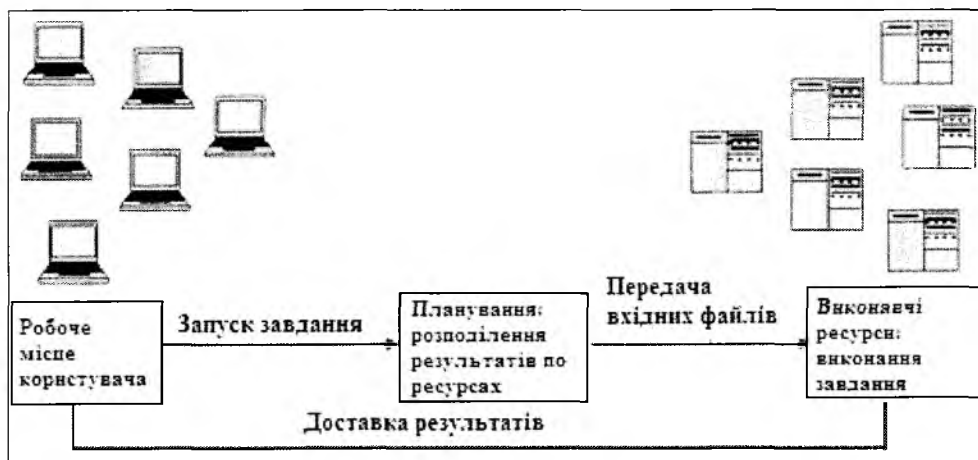 Робоче
місце
користувача
Запуск завдання
Планування:
розподілення
результатів по
ресурсах
Передача
вхідних файлів
Виконавчі
ресурси:
виконання
завдання
Доставка результатів